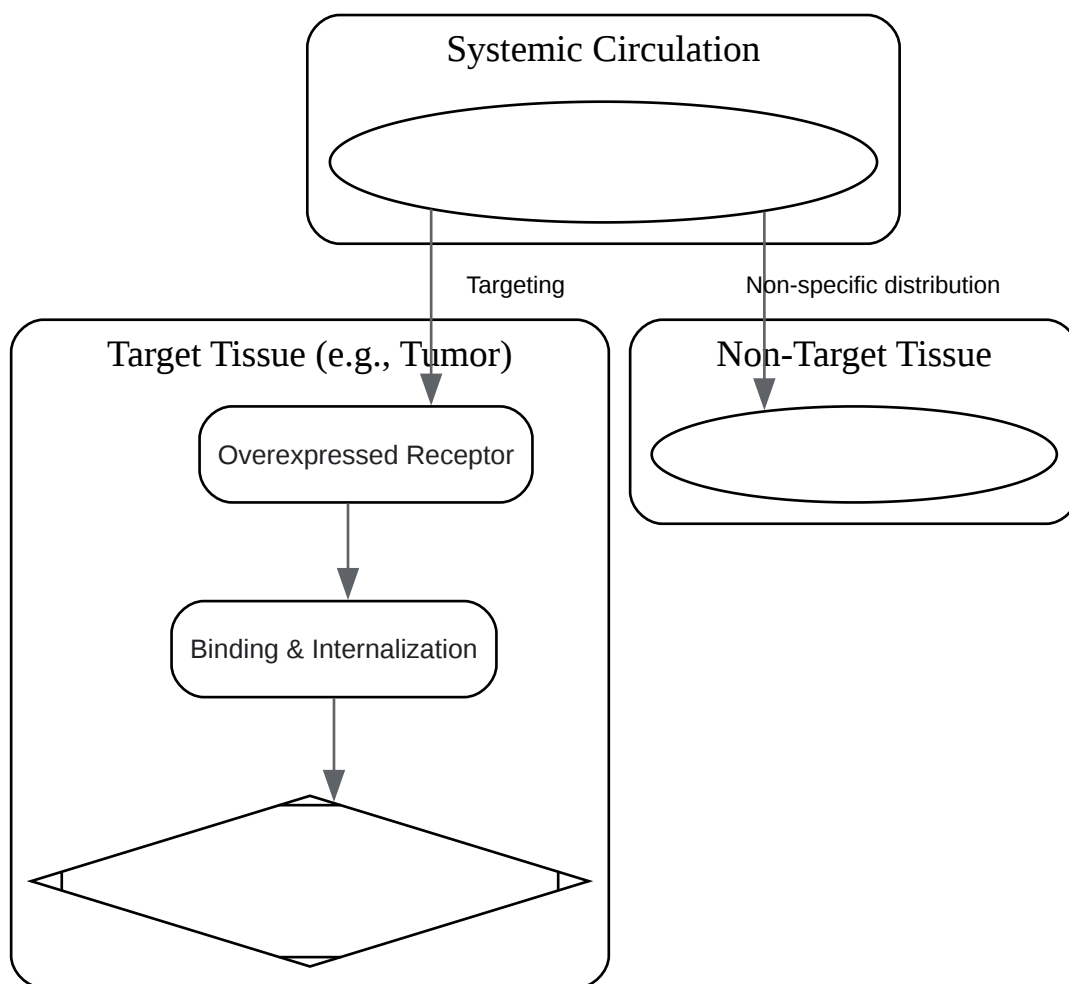 Systemic Circulation
Targeting
Non-specific distribution
Target Tissue (e.g., Tumor)
Non-Target Tissue
Overexpressed Receptor
Binding & Internalization